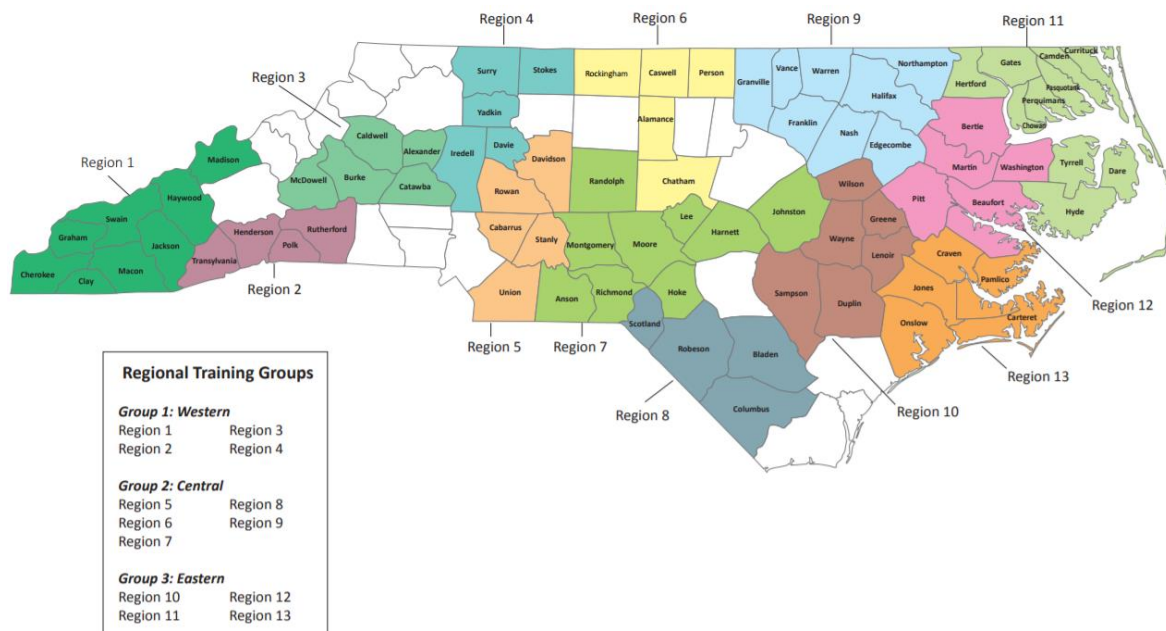 Region 4
Region 6
Region 9
Region 11
Region 3
Region 1
Region 2
Region 5
Region 7
Region 8
Region 10
Region 12
Region 13
Surry
Stokes
Rockingham
Caswell
Person
Granville
Vance
Warren
Northampton
Hertford
Gates
Camden
Currituck
Pasquotank
Perquimans
Chowan
Yadkin
Alamance
Franklin
Halifax
Nash
Edgecombe
Bertie
Martin
Washington
Tyrrell
Dare
Hyde
Madison
Caldwell
Alexander
Iredell
Davie
Davidson
McDowell
Burke
Catawba
Rowan
Randolph
Chatham
Wilson
Pitt
Beaufort
Haywood
Swain
Graham
Jackson
Cherokee
Clay
Macon
Transylvania
Henderson
Polk
Rutherford
Cabarrus
Stanly
Montgomery
Moore
Lee
Harnett
Johnston
Greene
Wayne
Lenoir
Craven
Pamlico
Jones
Carteret
Onslow
Union
Anson
Richmond
Hoke
Scotland
Robeson
Bladen
Columbus
Sampson
Duplin
Regional Training Groups
Group 1: Western
Region 1 Region 3
Region 2 Region 4
Group 2: Central
Region 5 Region 8
Region 6 Region 9
Region 7
Group 3: Eastern
Region 10 Region 12
Region 11 Region 13